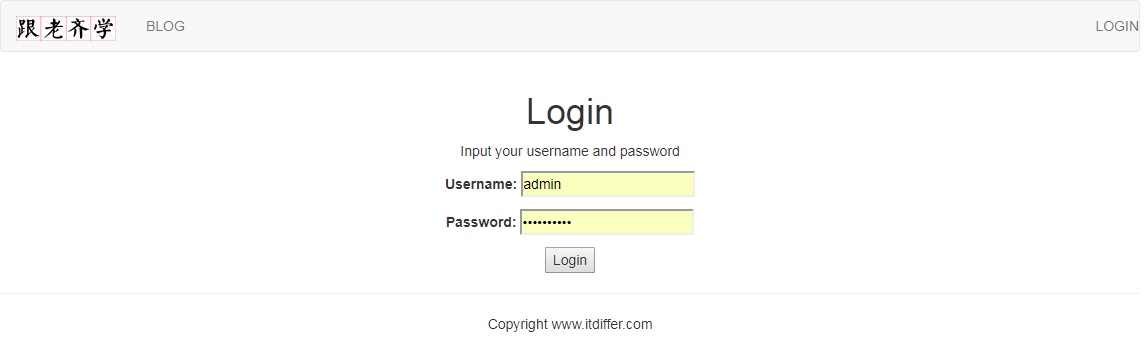 跟老齐学 BLOG LOGIN
Login
Input your username and password
Username: admin
Password: ••••••••••
Login
Copyright www.itdiffer.com